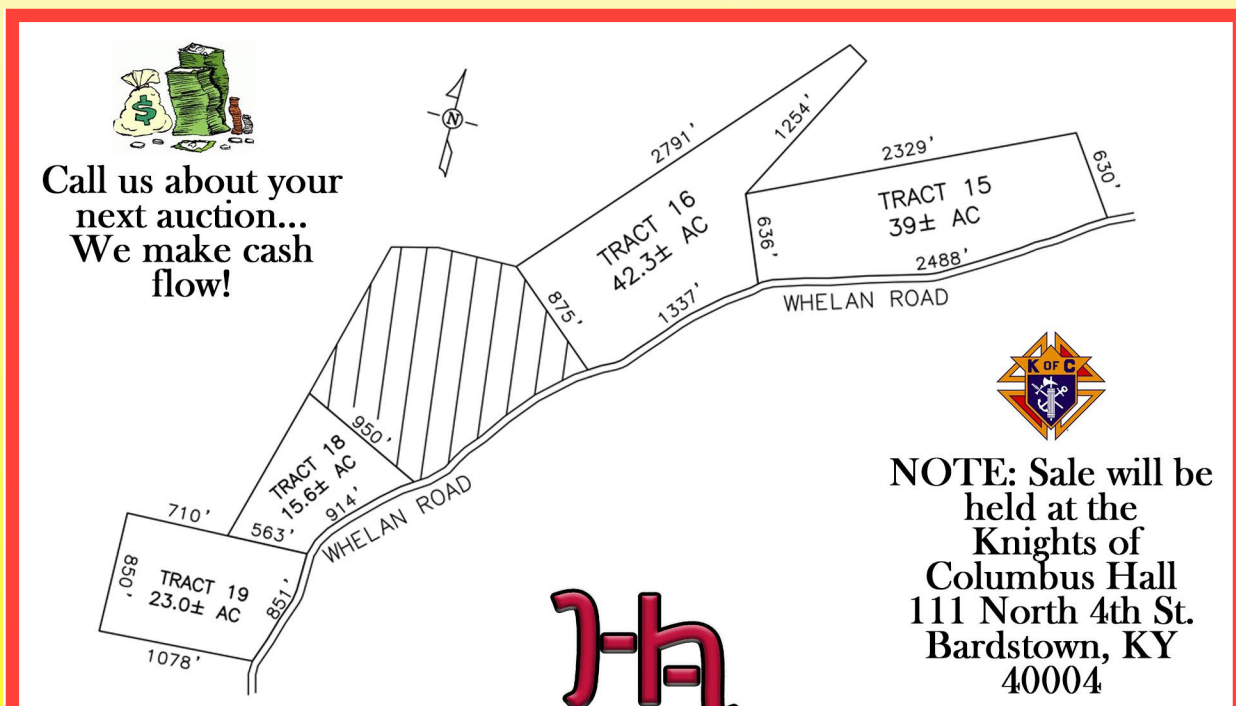 Call us about your
next auction...
We make cash
flow!
N
2791'
1254'
2329'
630'
TRACT 16
42.3± AC
TRACT 15
39± AC
636'
2488'
875'
1337'
WHELAN ROAD
950'
TRACT 18
15.6± AC
914'
WHELAN ROAD
710'
563'
850'
TRACT 19
23.0± AC
851'
1078'
K OF C
NOTE: Sale will be
held at the
Knights of
Columbus Hall
111 North 4th St.
Bardstown, KY
40004